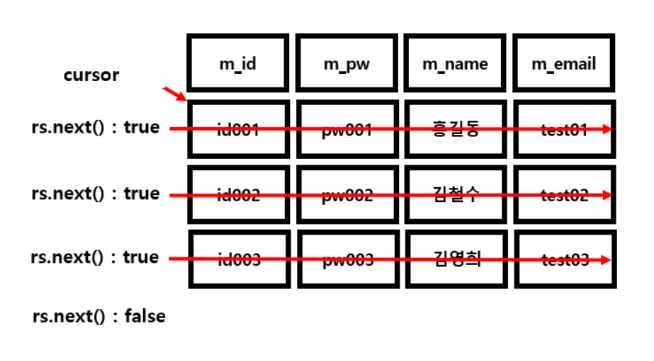 m_id m_pw m_name m_email
cursor
rs.next() : true id001 pw001 홍길동 test01
rs.next() : true id002 pw002 김철수 test02
rs.next() : true id003 pw003 김영희 test03
rs.next() : false